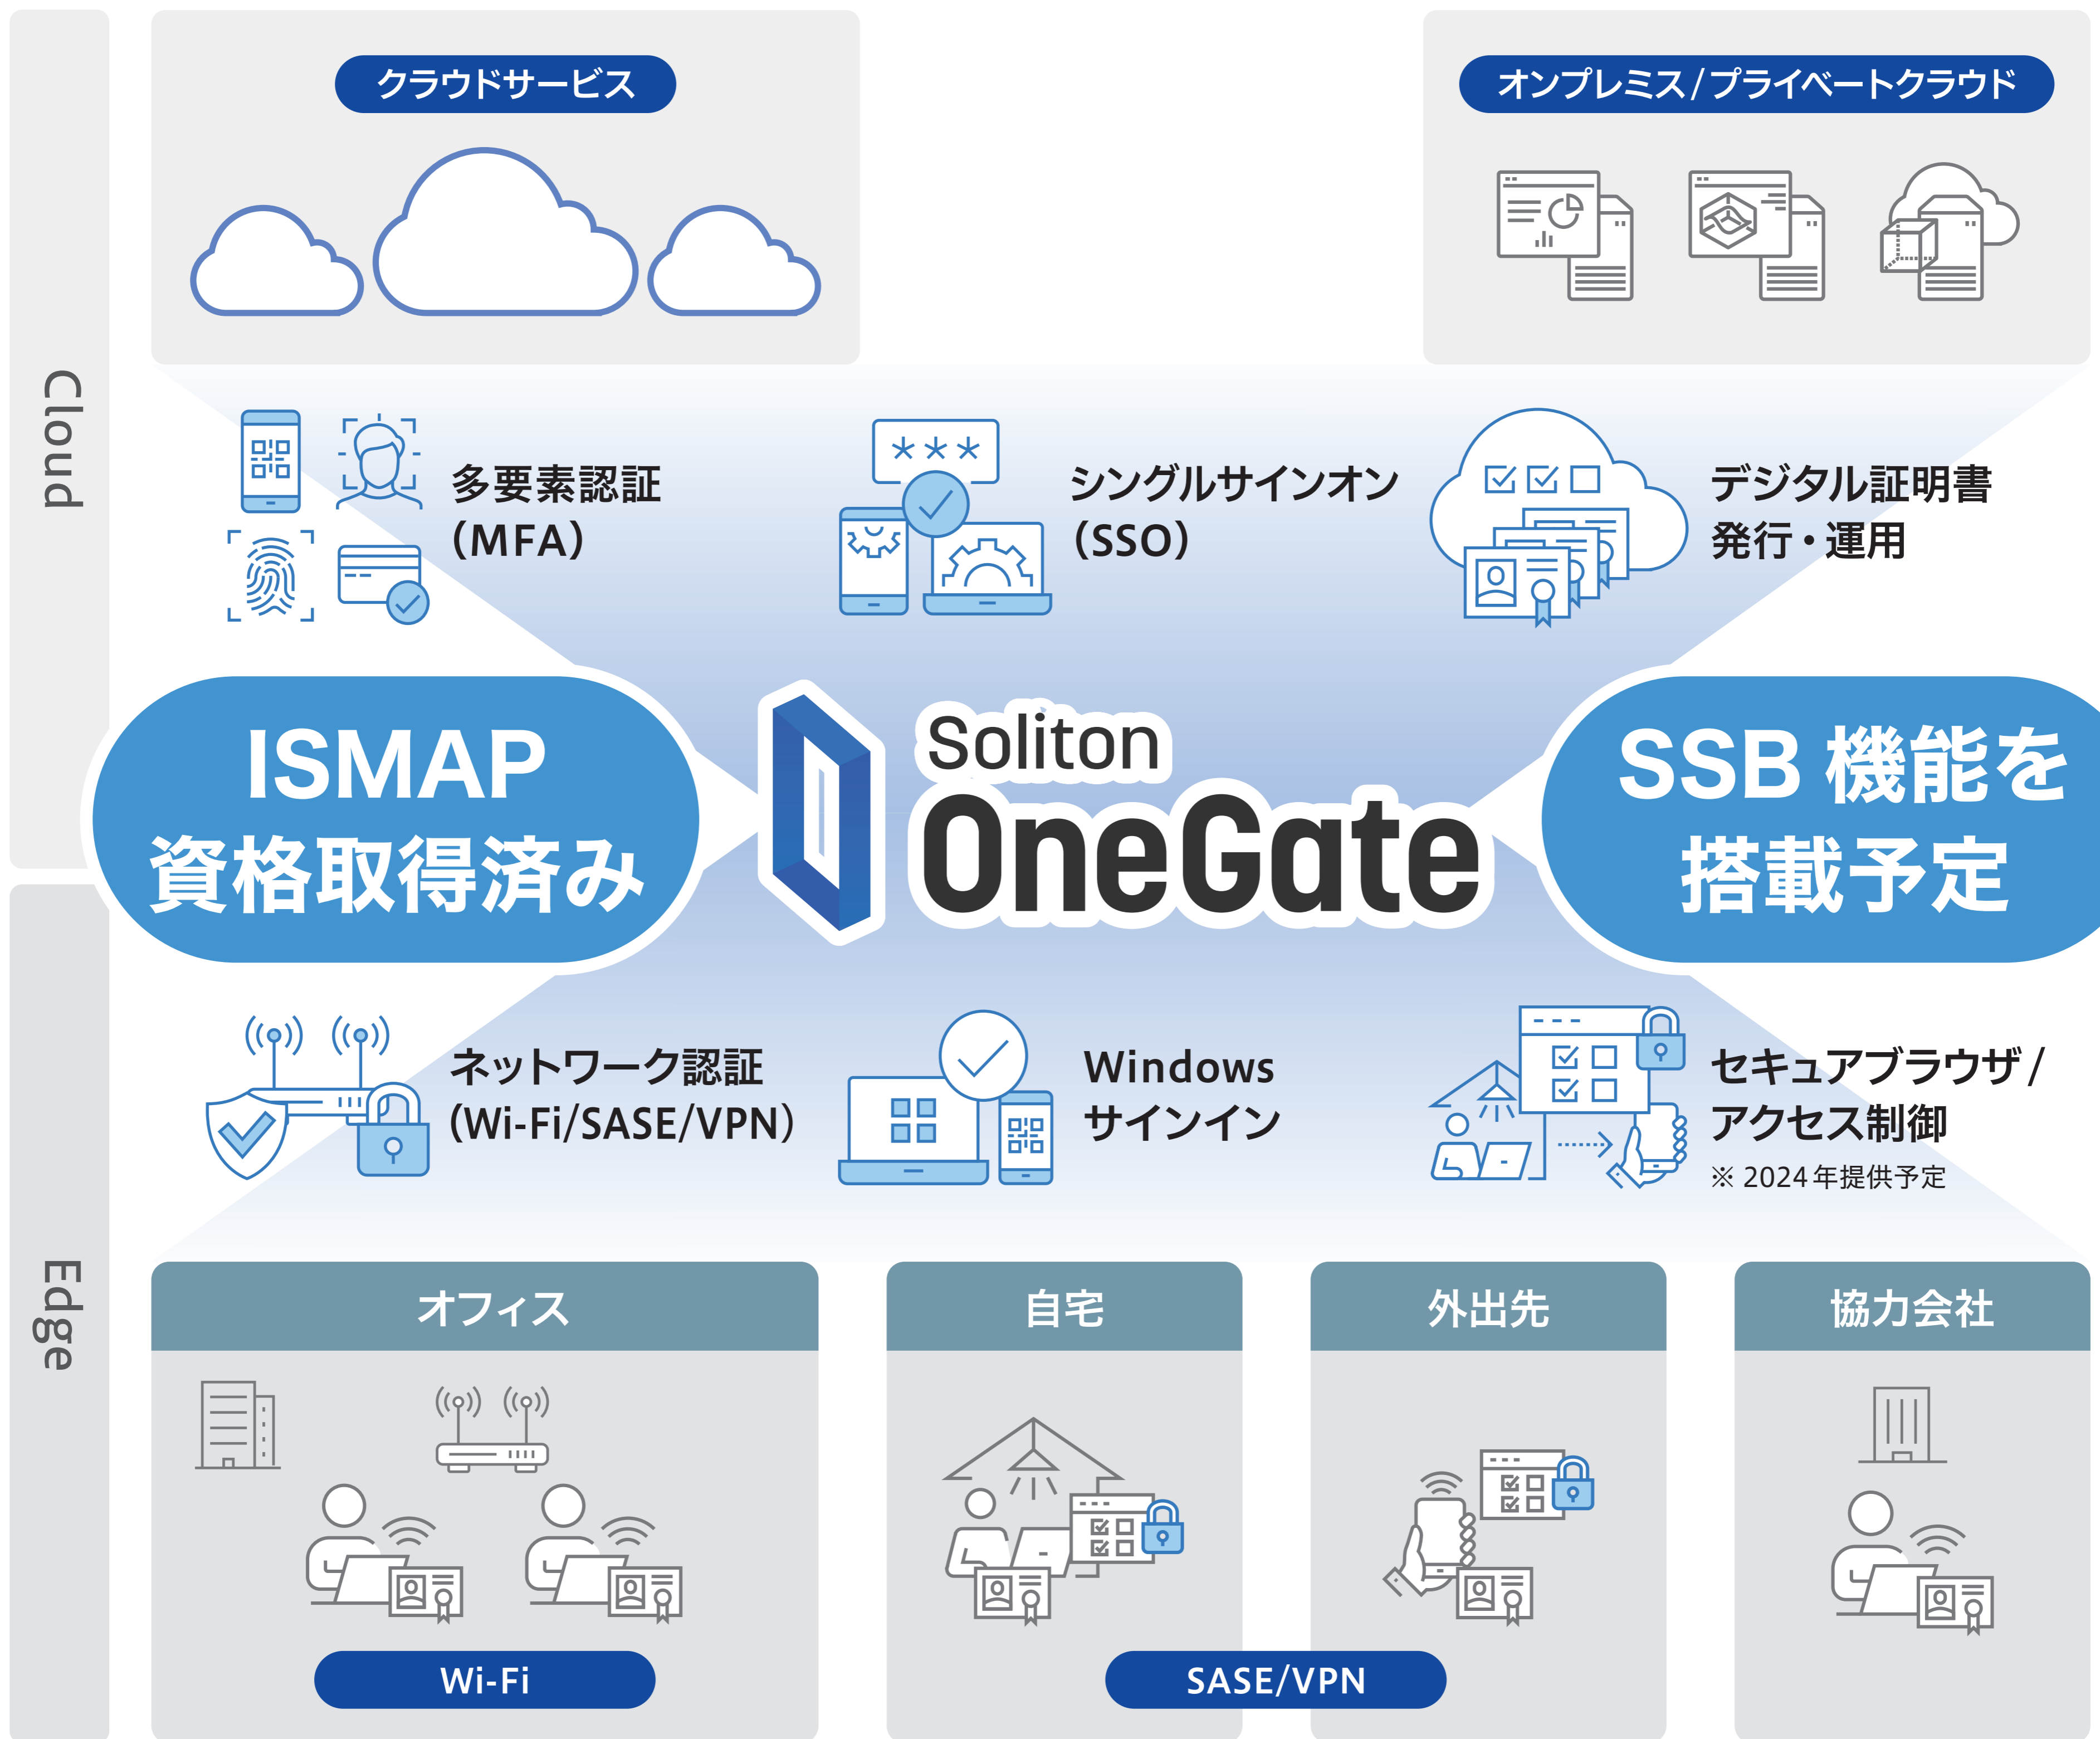 クラウドサービス
オンプレミス/プライベートクラウド
Cloud
多要素認証
(MFA)
シングルサインオン
(SSO)
デジタル証明書
発行・運用
ISMAP
資格取得済み
Soliton
OneGate
SSB 機能を
搭載予定
ネットワーク認証
(Wi-Fi/SASE/VPN)
Windows
サインイン
セキュアブラウザ/
アクセス制御
※ 2024年提供予定
Edge
オフィス
自宅
外出先
協力会社
Wi-Fi
SASE/VPN